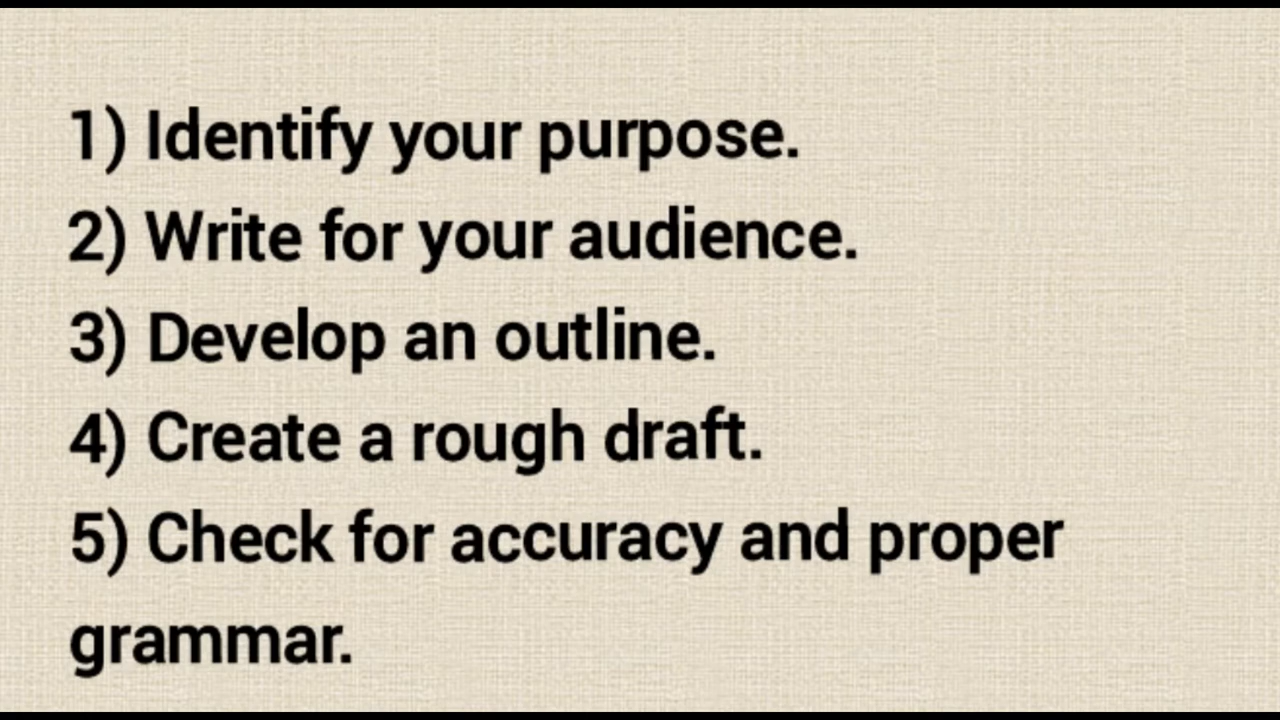 1) Identify your purpose.
2) Write for your audience.
3) Develop an outline.
4) Create a rough draft.
5) Check for accuracy and proper
grammar.